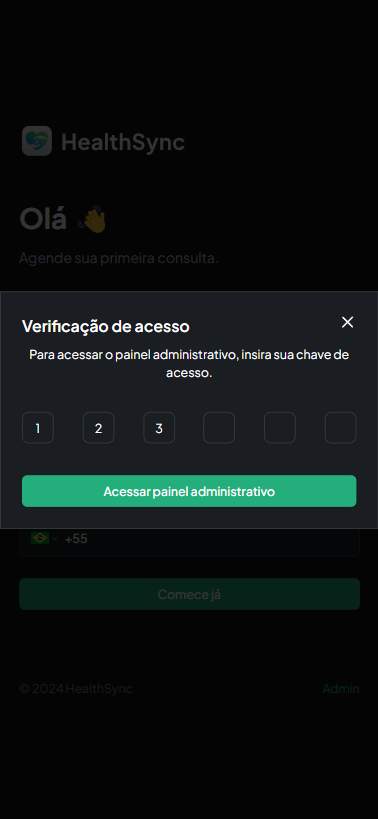 HealthSync
Olá 👋
Agende sua primeira consulta.
Verificação de acesso
Para acessar o painel administrativo, insira sua chave de
acesso.
1 2 3
Acessar painel administrativo
+55
Comece já
© 2024 HealthSync Admin